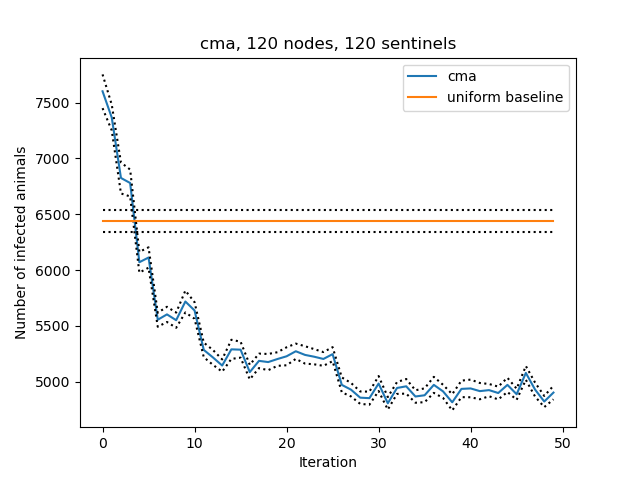 cma, 120 nodes, 120 sentinels
cma
uniform baseline
Number of infected animals
7500
7000
6500
6000
5500
5000
0 10 20 30 40 50
Iteration